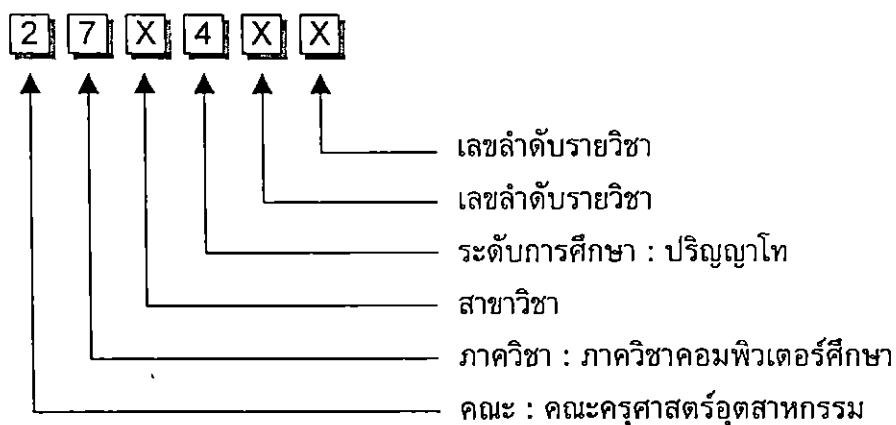 2 7 X 4 X X
เลขลำดับรายวิชา
เลขลำดับรายวิชา
ระดับการศึกษา : ปริญญาโท
สาขาวิชา
ภาควิชา : ภาควิชาคอมพิวเตอร์ศึกษา
คณะ : คณะครุศาสตร์อุตสาหกรรม